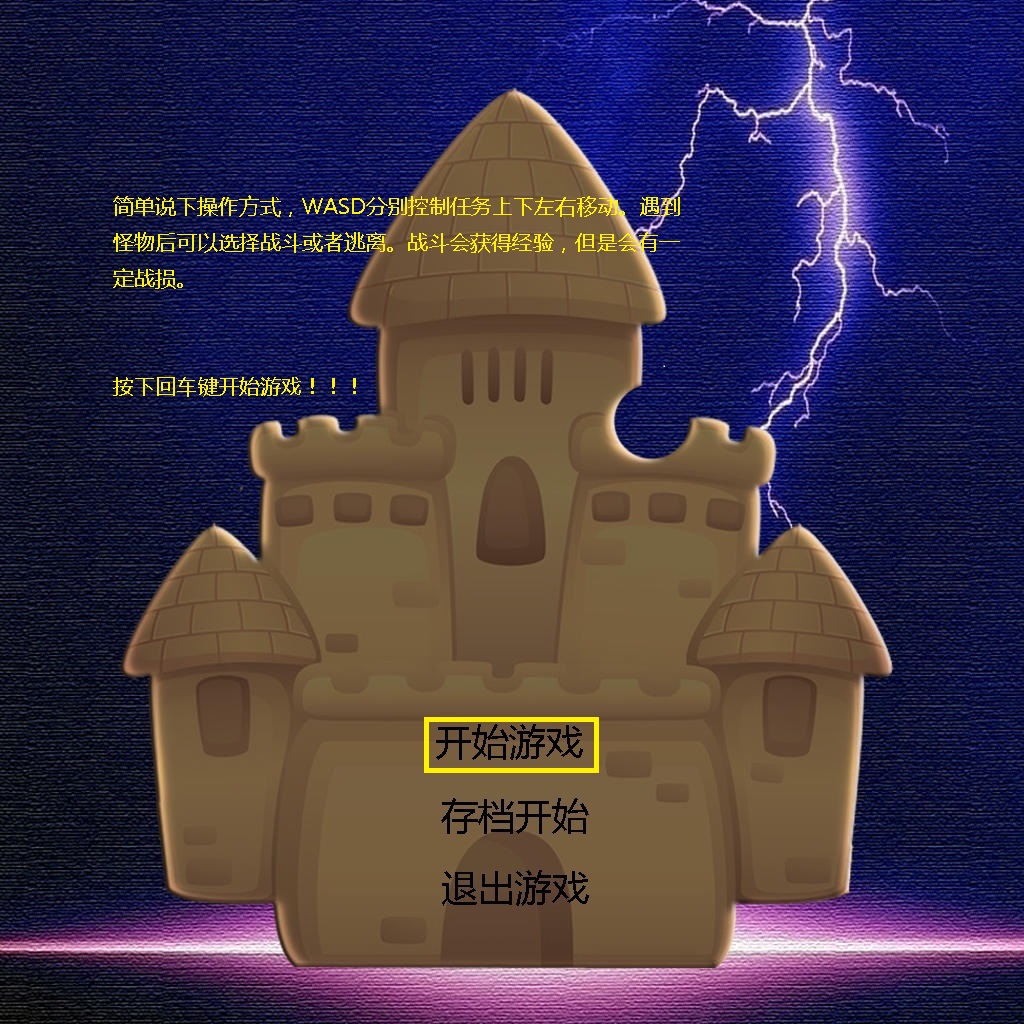 简单说下操作方式，WASD分别控制任务上下左右移动。遇到
怪物后可以选择战斗或者逃离。战斗会获得经验，但是会有一
定战损。
按下回车键开始游戏！！！
开始游戏
存档开始
退出游戏